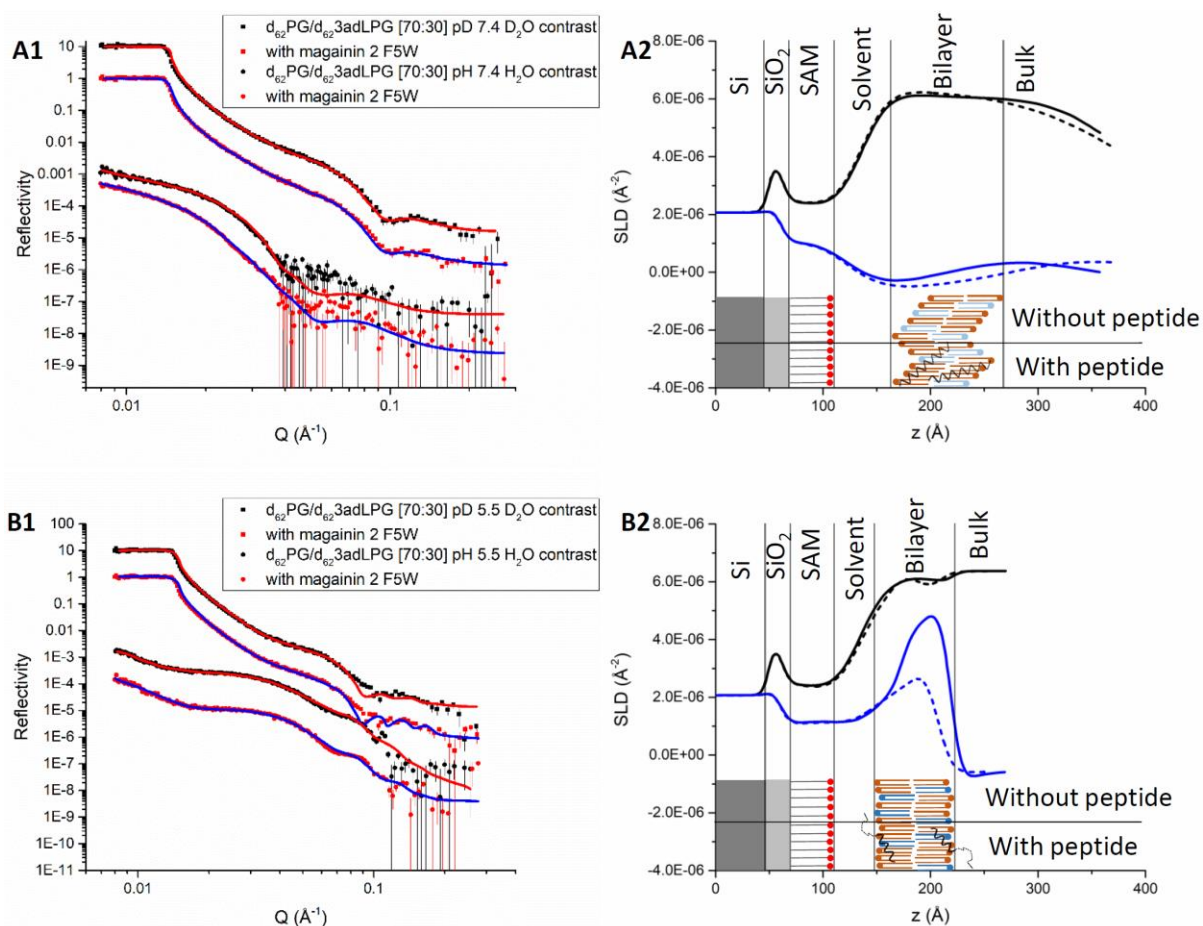 A1
d₆₂PG/d₆₂3adLPG [70:30] pD 7.4 D₂O contrast
with magainin 2 F5W
d₆₂PG/d₆₂3adLPG [70:30] pH 7.4 H₂O contrast
with magainin 2 F5W
10
1
0.1
0.01
0.001
1E-4
1E-5
1E-6
1E-7
1E-8
1E-9
Reflectivity
0.01
0.1
Q (Å⁻¹)
A2
8.0E-06
6.0E-06
4.0E-06
2.0E-06
0.0E+00
-2.0E-06
-4.0E-06
SLD (Å⁻²)
Si
SiO₂
SAM
Solvent
Bilayer
Bulk
Without peptide
With peptide
0
100
200
300
400
z (Å)
B1
d₆₂PG/d₆₂3adLPG [70:30] pD 5.5 D₂O contrast
with magainin 2 F5W
d₆₂PG/d₆₂3adLPG [70:30] pH 5.5 H₂O contrast
with magainin 2 F5W
100
10
1
0.1
0.01
1E-3
1E-4
1E-5
1E-6
1E-7
1E-8
1E-9
1E-10
1E-11
Reflectivity
0.01
0.1
Q (Å⁻¹)
B2
8.0E-06
6.0E-06
4.0E-06
2.0E-06
0.0E+00
-2.0E-06
-4.0E-06
SLD (Å⁻²)
Si
SiO₂
SAM
Solvent
Bilayer
Bulk
Without peptide
With peptide
0
100
200
300
400
z (Å)